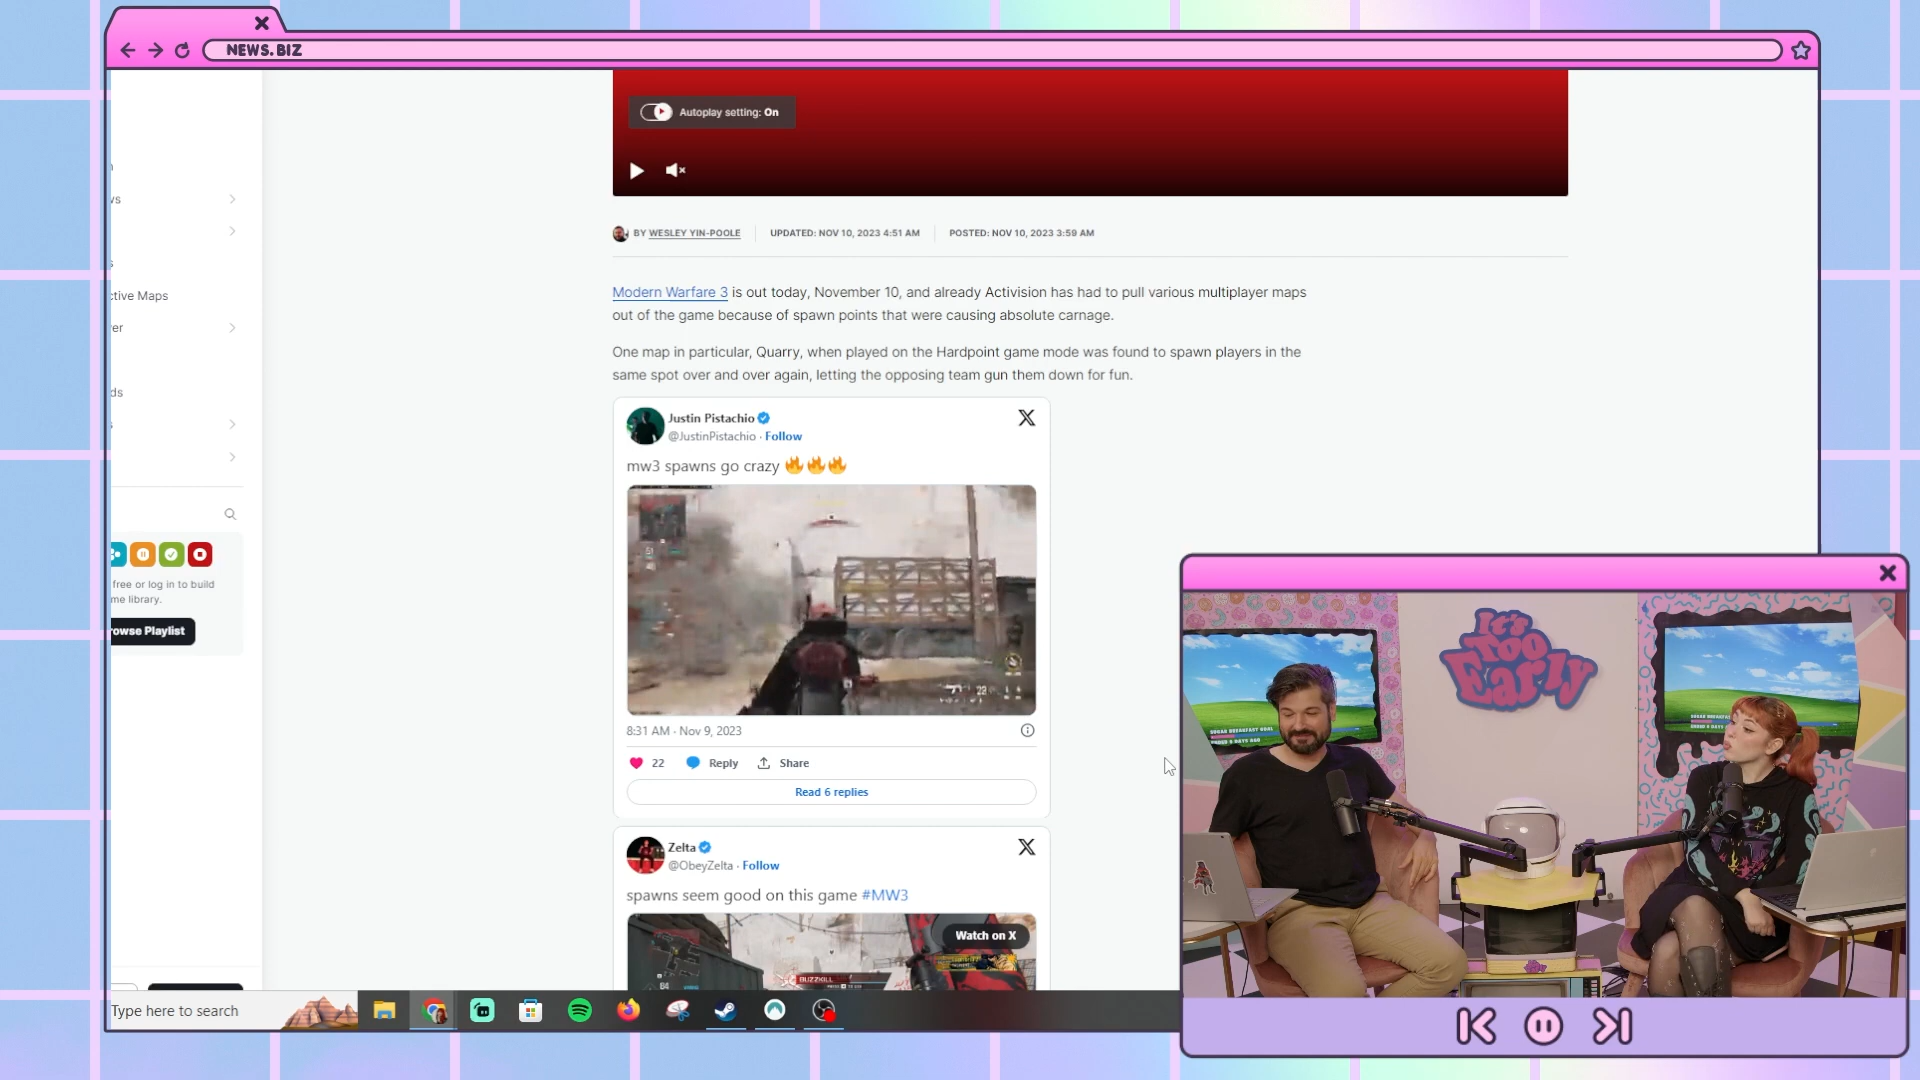 NEWS.BIZ
Autoplay setting: On
BY WESLEY YIN-POOLE
UPDATED: NOV 10, 2023 4:51 AM
POSTED: NOV 10, 2023 3:59 AM
ws
ctive Maps
er
ds
free or log in to build
me library.
owse Playlist
Modern Warfare 3 is out today, November 10, and already Activision has had to pull various multiplayer maps
out of the game because of spawn points that were causing absolute carnage.
One map in particular, Quarry, when played on the Hardpoint game mode was found to spawn players in the
same spot over and over again, letting the opposing team gun them down for fun.
Justin Pistachio
@JustinPistachio · Follow
mw3 spawns go crazy 🔥🔥🔥
51
22
8:31 AM · Nov 9, 2023
22 Reply Share
Read 6 replies
Zelta
@ObeyZelta · Follow
spawns seem good on this game #MW3
Watch on X
BUZZKILL
84
Type here to search
It's
Too
Early